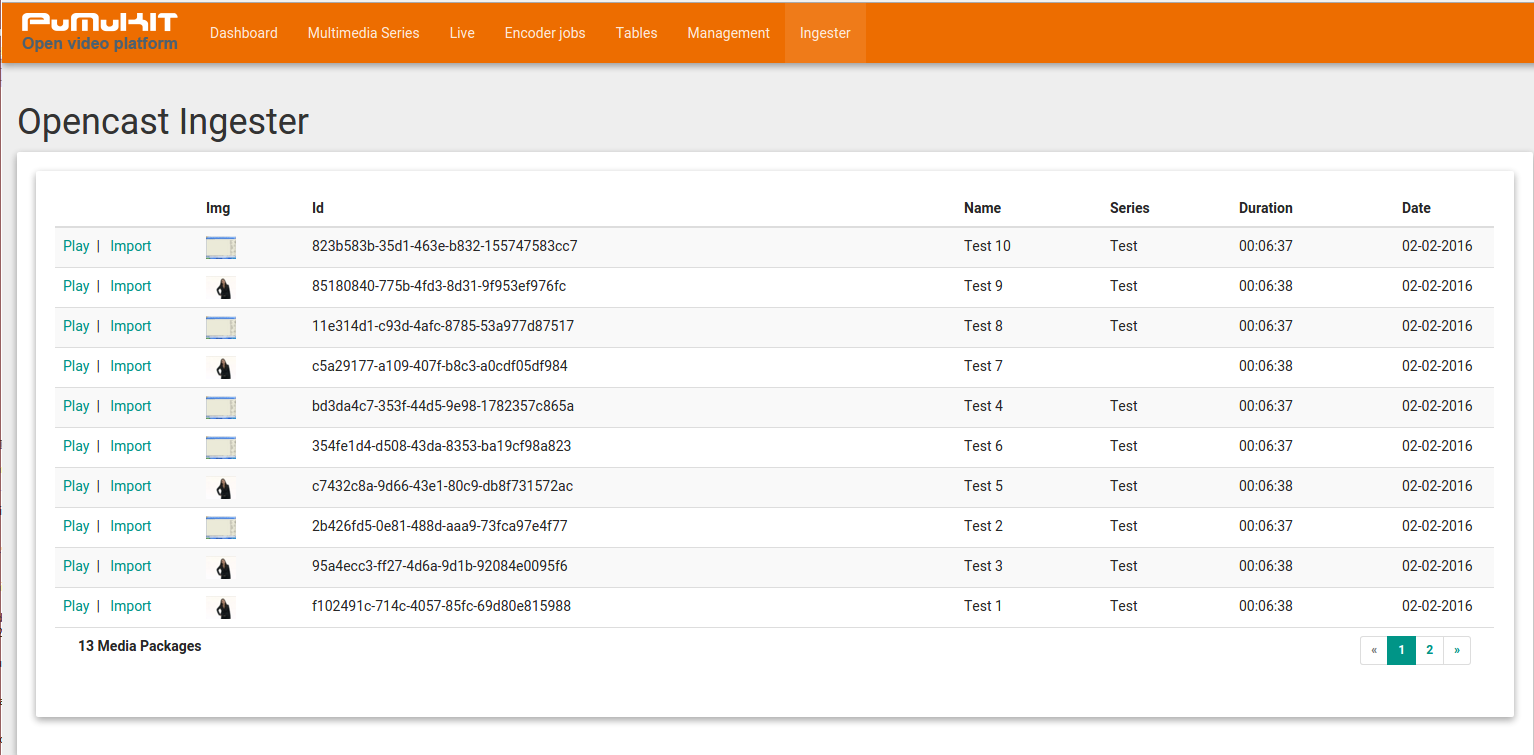 PuMuKIT
Open video platform
Dashboard Multimedia Series Live Encoder jobs Tables Management Ingester
Opencast Ingester
Img Id Name Series Duration Date
Play | Import 823b583b-35d1-463e-b832-155747583cc7 Test 10 Test 00:06:37 02-02-2016
Play | Import 85180840-775b-4fd3-8d31-9f953ef976fc Test 9 Test 00:06:38 02-02-2016
Play | Import 11e314d1-c93d-4afc-8785-53a977d87517 Test 8 Test 00:06:37 02-02-2016
Play | Import c5a29177-a109-407f-b8c3-a0cdf05df984 Test 7 00:06:38 02-02-2016
Play | Import bd3da4c7-353f-44d5-9e98-1782357c865a Test 4 Test 00:06:37 02-02-2016
Play | Import 354fe1d4-d508-43da-8353-ba19cf98a823 Test 6 Test 00:06:37 02-02-2016
Play | Import c7432c8a-9d66-43e1-80c9-db8f731572ac Test 5 Test 00:06:38 02-02-2016
Play | Import 2b426fd5-0e81-488d-aaa9-73fca97e4f77 Test 2 Test 00:06:37 02-02-2016
Play | Import 95a4ecc3-ff27-4d6a-9d1b-92084e0095f6 Test 3 Test 00:06:38 02-02-2016
Play | Import f102491c-714c-4057-85fc-69d80e815988 Test 1 Test 00:06:38 02-02-2016
13 Media Packages « 1 2 »